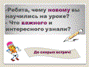 Ребята, чему новому вы
научились на уроке?
- Что важного и
интересного узнали?
До скорых встреч!